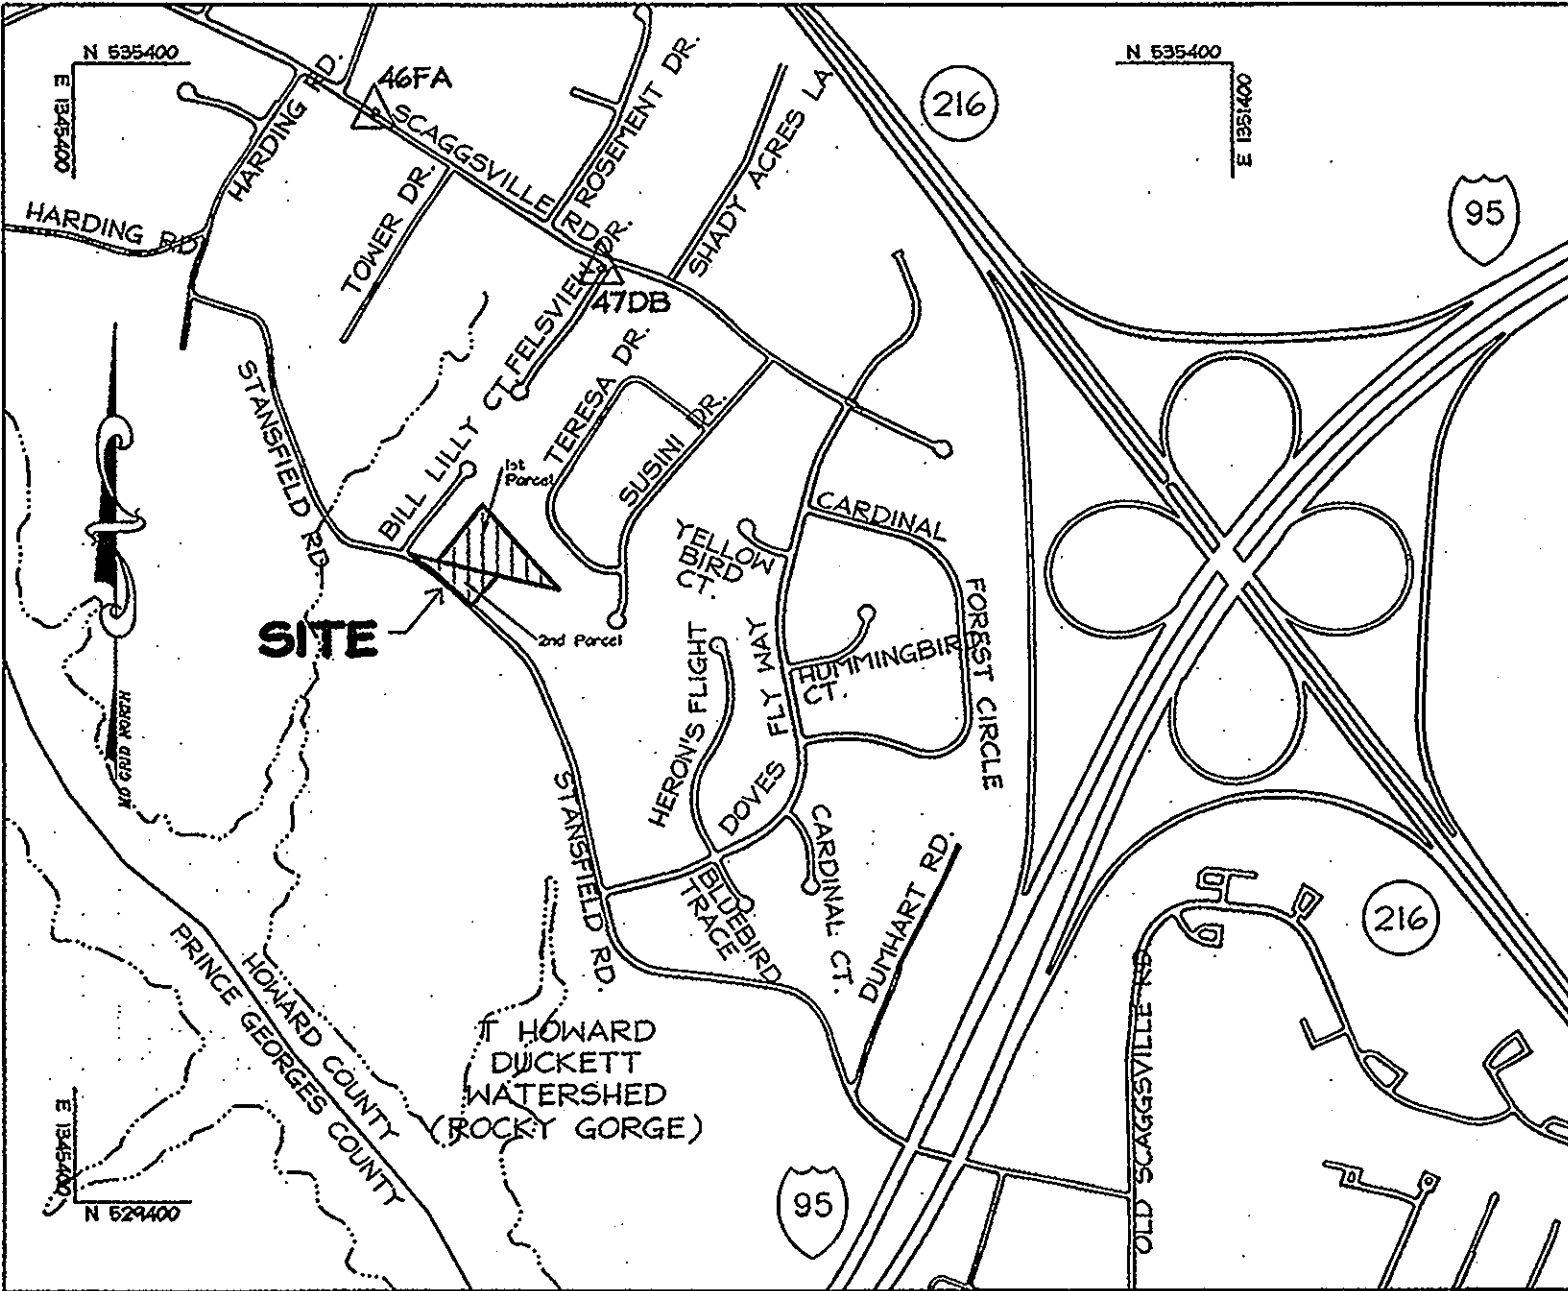 N 535400
E 1345400
N 535400
E 1351400
216
95
46FA
HARDING RD.
SCAGGSVILLE RD.
ROSEMENT DR.
SHADY ACRES LA
TOWER DR.
HARDING RD
FELSVIEW DR.
47DB
STANSFIELD RD.
BILL LILLY CT.
TERESA DR.
SUSINI DR.
1st
Parcel
2nd Parcel
SITE
MD GRID NORTH
YELLOW
BIRD
CT.
CARDINAL
FOREST CIRCLE
HUMMINGBIRD
CT.
HERON'S FLIGHT
DOVES FLY WAY
STANSFIELD RD.
BLUEBIRD
TRACE
CARDINAL CT.
DUMHART RD.
216
HOWARD COUNTY
PRINCE GEORGES COUNTY
T HOWARD
DUCKETT
WATERSHED
(ROCKY GORGE)
OLD SCAGGSVILLE RD
95
E 1345400
N 529400